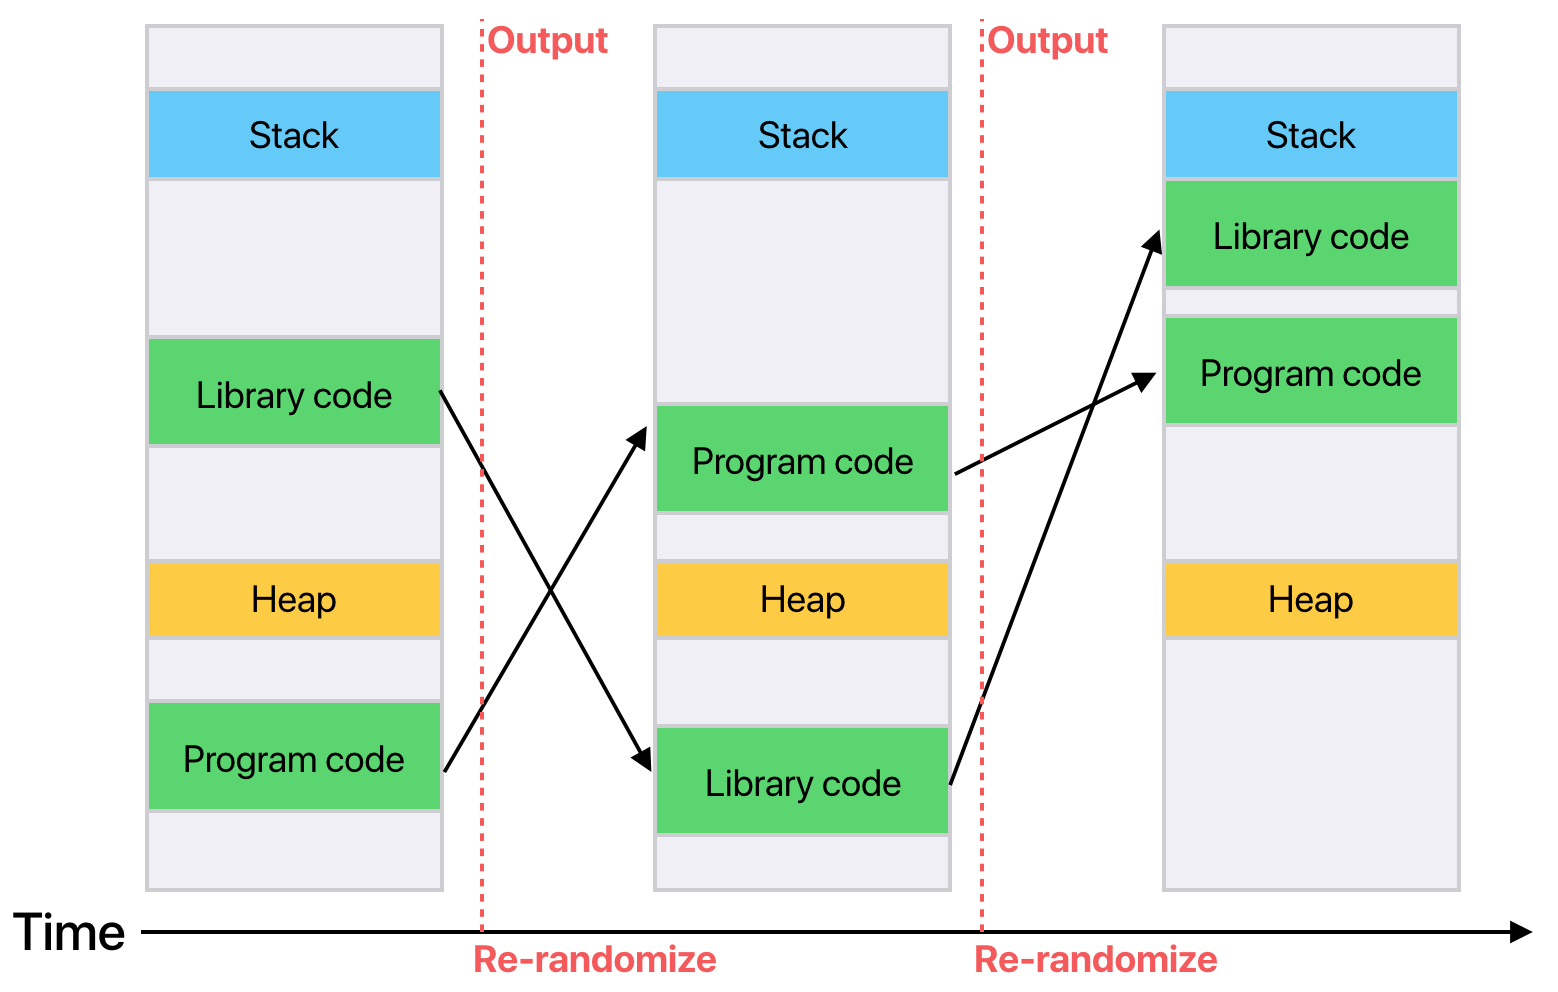 Output
Output
Stack
Stack
Stack
Library code
Library code
Program code
Program code
Heap
Heap
Heap
Program code
Library code
Time
Re-randomize
Re-randomize